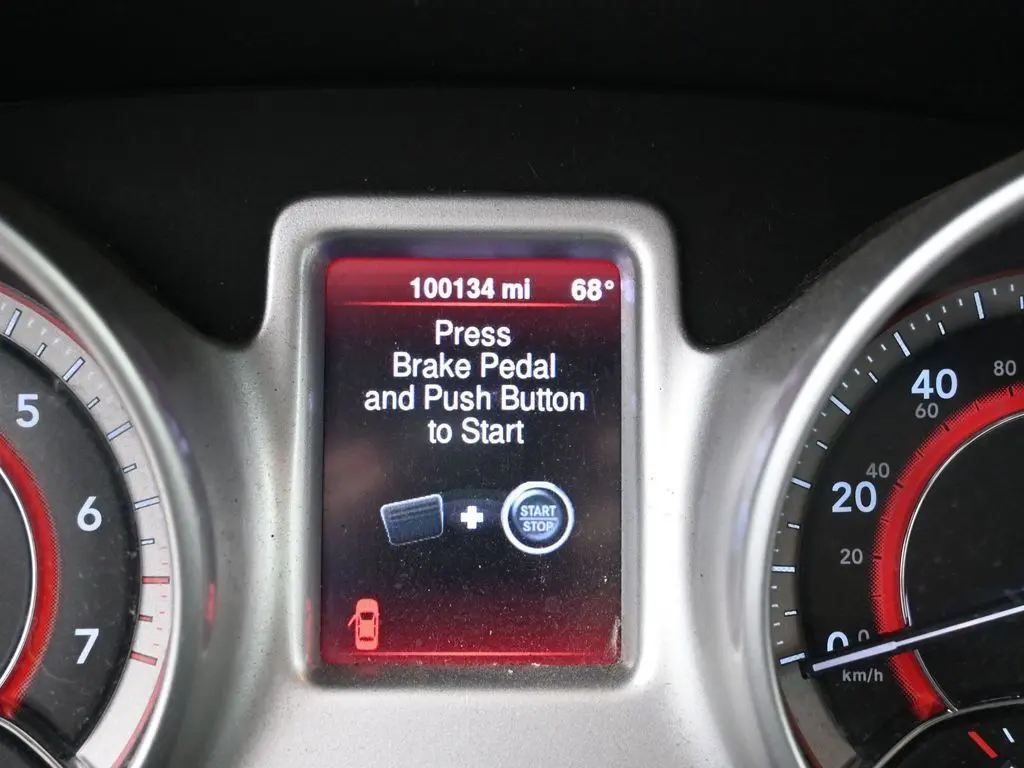 100134 mi 68°
Press
Brake Pedal
and Push Button
to Start
START
STOP
5
6
7
80
40
60
40
20
20
0 0
km/h